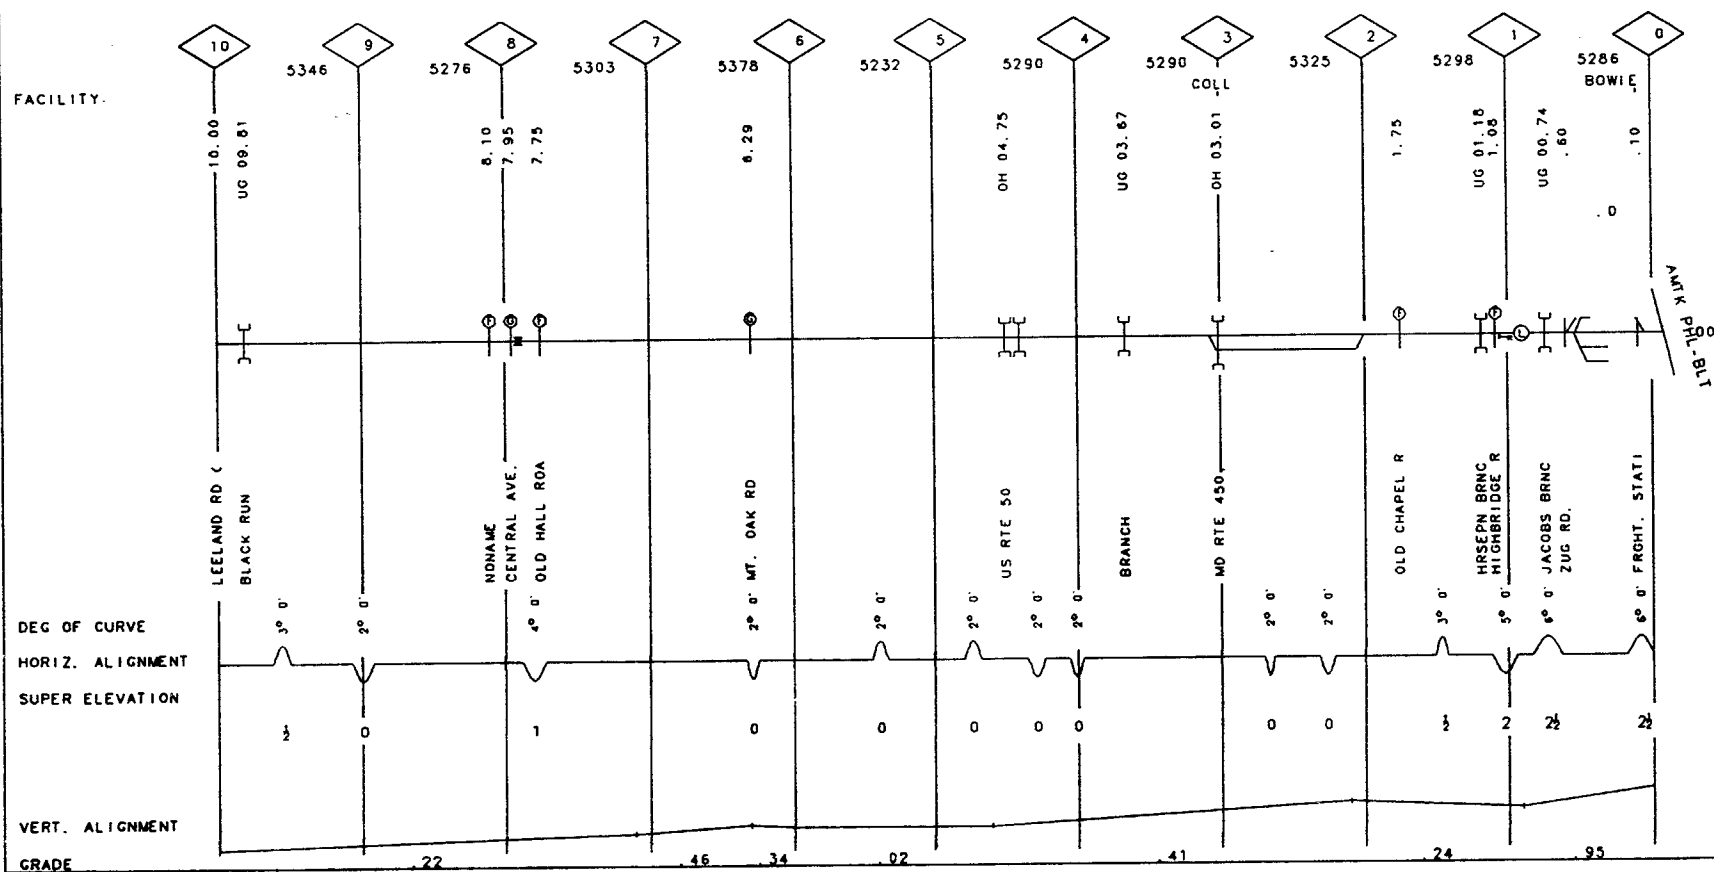 10 9 8 7 6 5 4 3 2 1 0
5346 5276 5303 5378 5232 5290 5290 5325 5298 5286
COLL BOWIE
FACILITY.
10.00
UG 09.81
8.10
7.95
7.75
6.29
OH 04.75
UG 03.67
OH 03.01
1.75
UG 01.18
1.08
UG 00.74
.60
.10
.0
F G F G F F L
AMTK PHL-BLT
00
LEELAND RD (
BLACK RUN
NONAME
CENTRAL AVE.
OLD HALL ROA
MT. OAK RD
US RTE 50
BRANCH
MD RTE 450
OLD CHAPEL R
HRSEPN BRNC
HIGHBRIDGE R
JACOBS BRNC
ZUG RD.
FRGHT. STATI
DEG OF CURVE 3° 0' 2° 0' 4° 0' 2° 0' 2° 0' 2° 0' 2° 0' 2° 0' 2° 0' 2° 0' 3° 0' 5° 0' 6° 0' 6° 0'
HORIZ. ALIGNMENT
SUPER ELEVATION
½ 0 1 0 0 0 0 0 0 0 ½ 2 2½ 2½
VERT. ALIGNMENT
GRADE .22 .46 .34 .02 .41 .24 .95